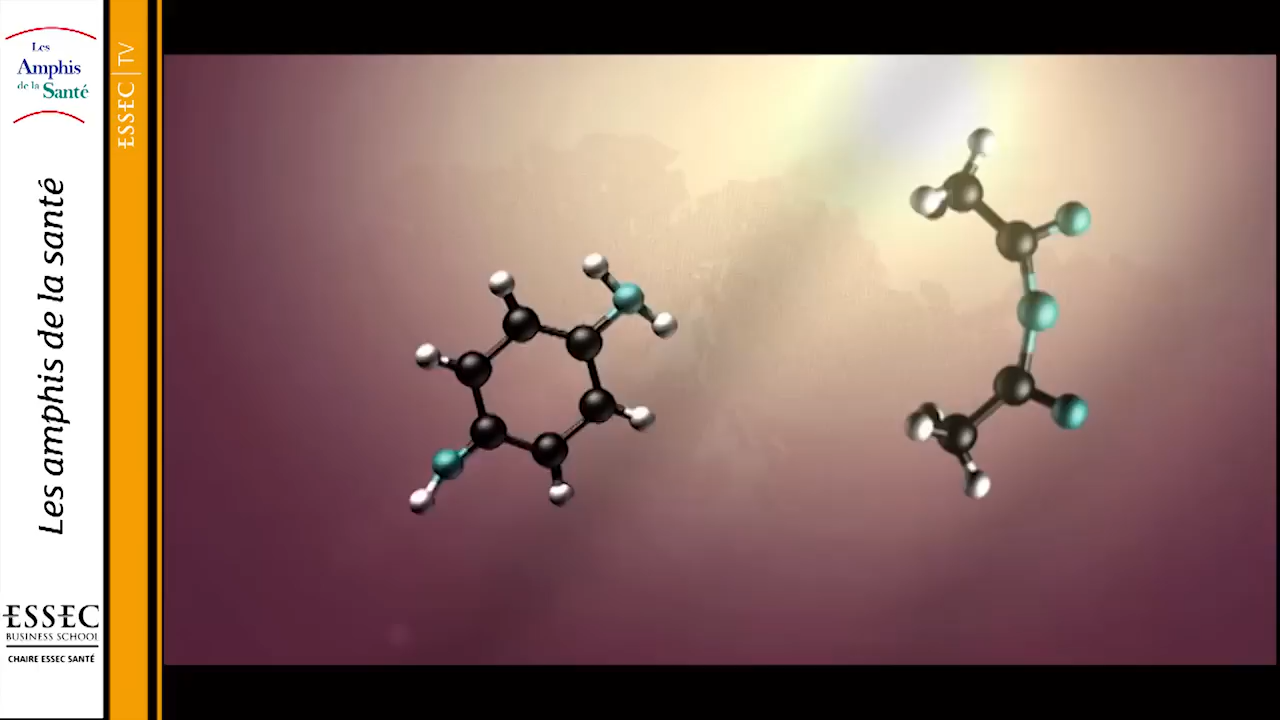 Les
Amphis
de la Santé
ESSEC | TV
Les amphis de la santé
ESSEC
BUSINESS SCHOOL
CHAIRE ESSEC SANTÉ